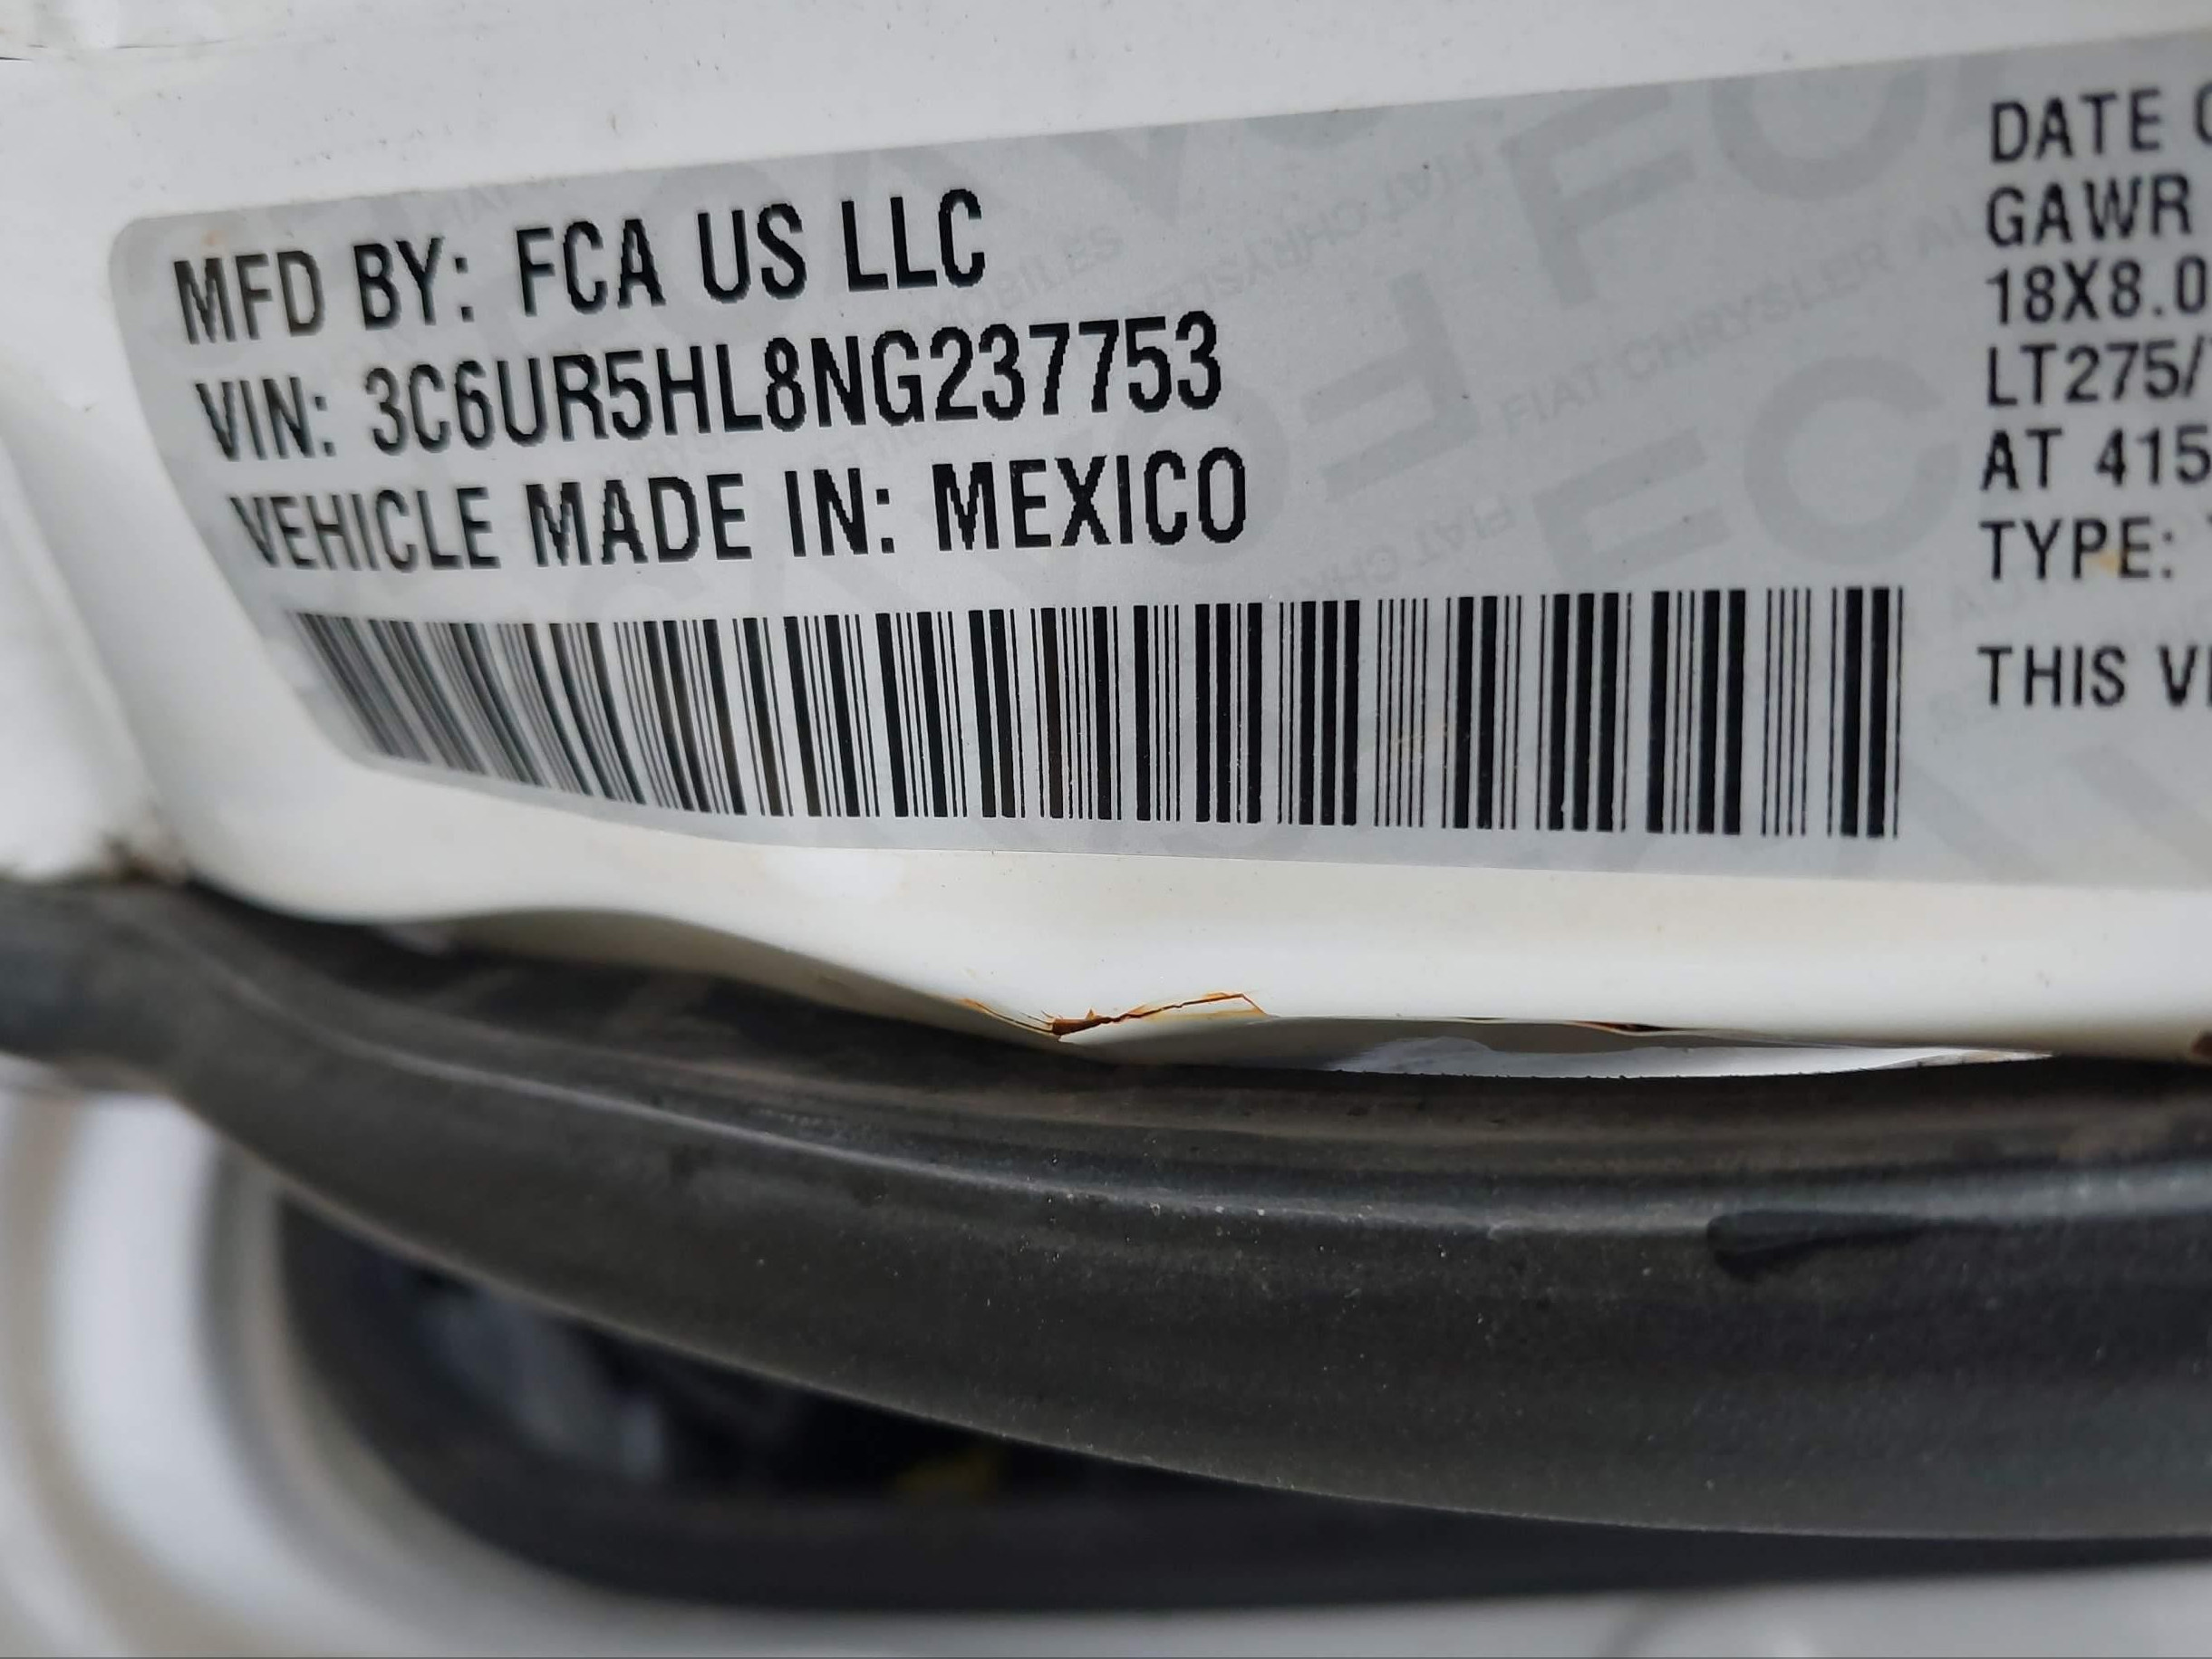 MFD BY: FCA US LLC
VIN: 3C6UR5HL8NG237753
VEHICLE MADE IN: MEXICO
DATE
GAWR
18X8.0
LT275/
AT 415
TYPE:
THIS